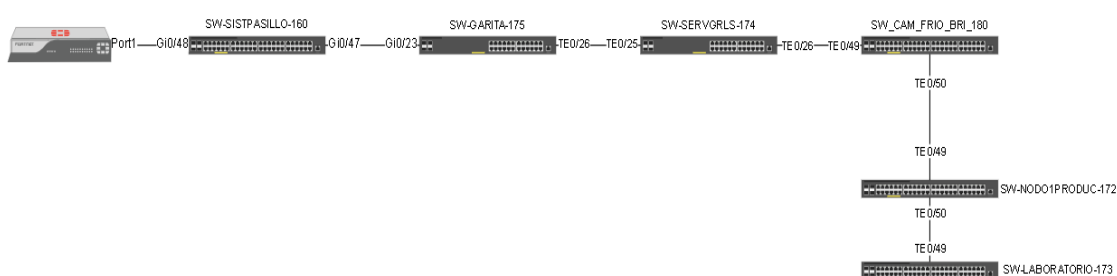 SW-SISTPASILLO-160
SW-GARITA-175
SW-SERVGRLS-174
SW_CAM_FRIO_BRI_180
Port1 Gi0/48 Gi0/47 Gi0/23 TE0/26 TE0/25 TE0/26 TE0/49
TE0/50
TE0/49
SW-NODO1PRODUC-172
TE0/50
TE0/49
SW-LABORATORIO-173